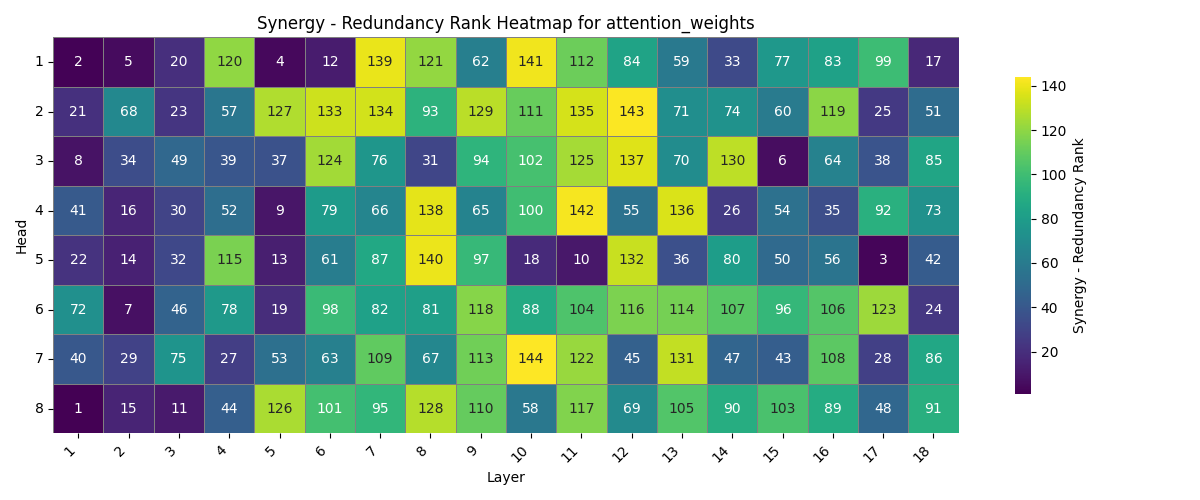 Synergy - Redundancy Rank Heatmap for attention_weights
1 2 5 20 120 4 12 139 121 62 141 112 84 59 33 77 83 99 17
2 21 68 23 57 127 133 134 93 129 111 135 143 71 74 60 119 25 51
3 8 34 49 39 37 124 76 31 94 102 125 137 70 130 6 64 38 85
4 41 16 30 52 9 79 66 138 65 100 142 55 136 26 54 35 92 73
5 22 14 32 115 13 61 87 140 97 18 10 132 36 80 50 56 3 42
6 72 7 46 78 19 98 82 81 118 88 104 116 114 107 96 106 123 24
7 40 29 75 27 53 63 109 67 113 144 122 45 131 47 43 108 28 86
8 1 15 11 44 126 101 95 128 110 58 117 69 105 90 103 89 48 91
1 2 3 4 5 6 7 8 9 10 11 12 13 14 15 16 17 18
Layer
Head
140
120
100
80
60
40
20
Synergy - Redundancy Rank